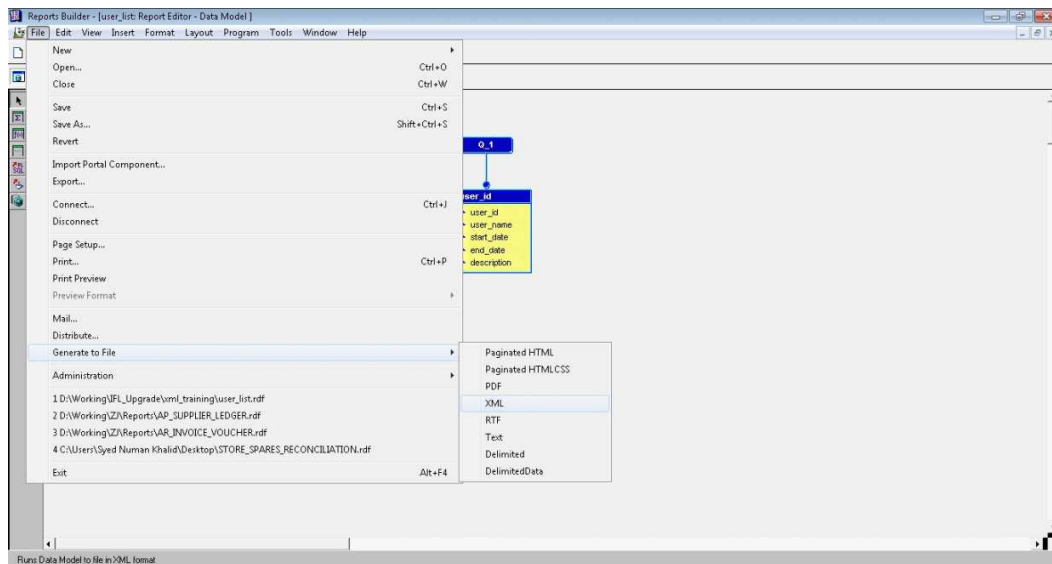 Reports Builder - [user_list: Report Editor - Data Model ]
File Edit View Insert Format Layout Program Tools Window Help
New
Open... Ctrl+O
Close Ctrl+W
Save Ctrl+S
Save As... Shift+Ctrl+S
Revert
Import Portal Component...
Export...
Connect... Ctrl+J
Disconnect
Page Setup...
Print... Ctrl+P
Print Preview
Preview Format
Mail...
Distribute...
Generate to File
Administration
1 D:\Working\IFL_Upgrade\xml_training\user_list.rdf
2 D:\Working\ZJ\Reports\AP_SUPPLIER_LEDGER.rdf
3 D:\Working\ZJ\Reports\AR_INVOICE_VOUCHER.rdf
4 C:\Users\Syed Numan Khalid\Desktop\STORE_SPARES_RECONCILIATION.rdf
Exit Alt+F4
Paginated HTML
Paginated HTMLCSS
PDF
XML
RTF
Text
Delimited
DelimitedData
Q_1
user_id
user_id
user_name
start_date
end_date
description
SQL
Runs Data Model to file in XML format